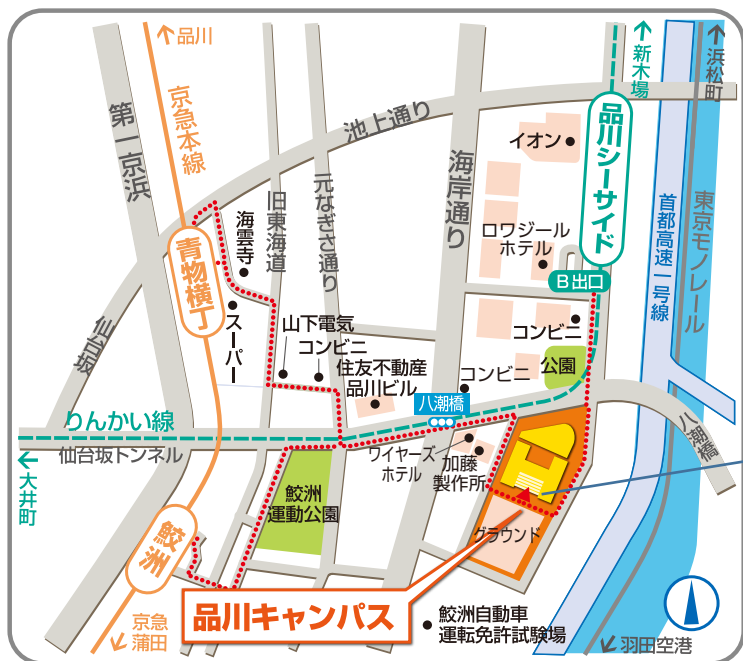 品川
新木場
浜松町
京急本線
第一京浜
池上通り
海岸通り
イオン
品川シーサイド
首都高速一号線
東京モノレール
旧東海道
元なぎさ通り
海雲寺
ロワジール
ホテル
B出口
青物横丁
スーパー
仙台坂
山下電気
コンビニ
住友不動産
品川ビル
コンビニ
公園
コンビニ
八潮橋
りんかい線
仙台坂トンネル
大井町
ワイヤーズ
ホテル
加藤
製作所
八潮橋
鮫洲
運動公園
グラウンド
鮫洲
品川キャンパス
京急
蒲田
鮫洲自動車
運転免許試験場
羽田空港